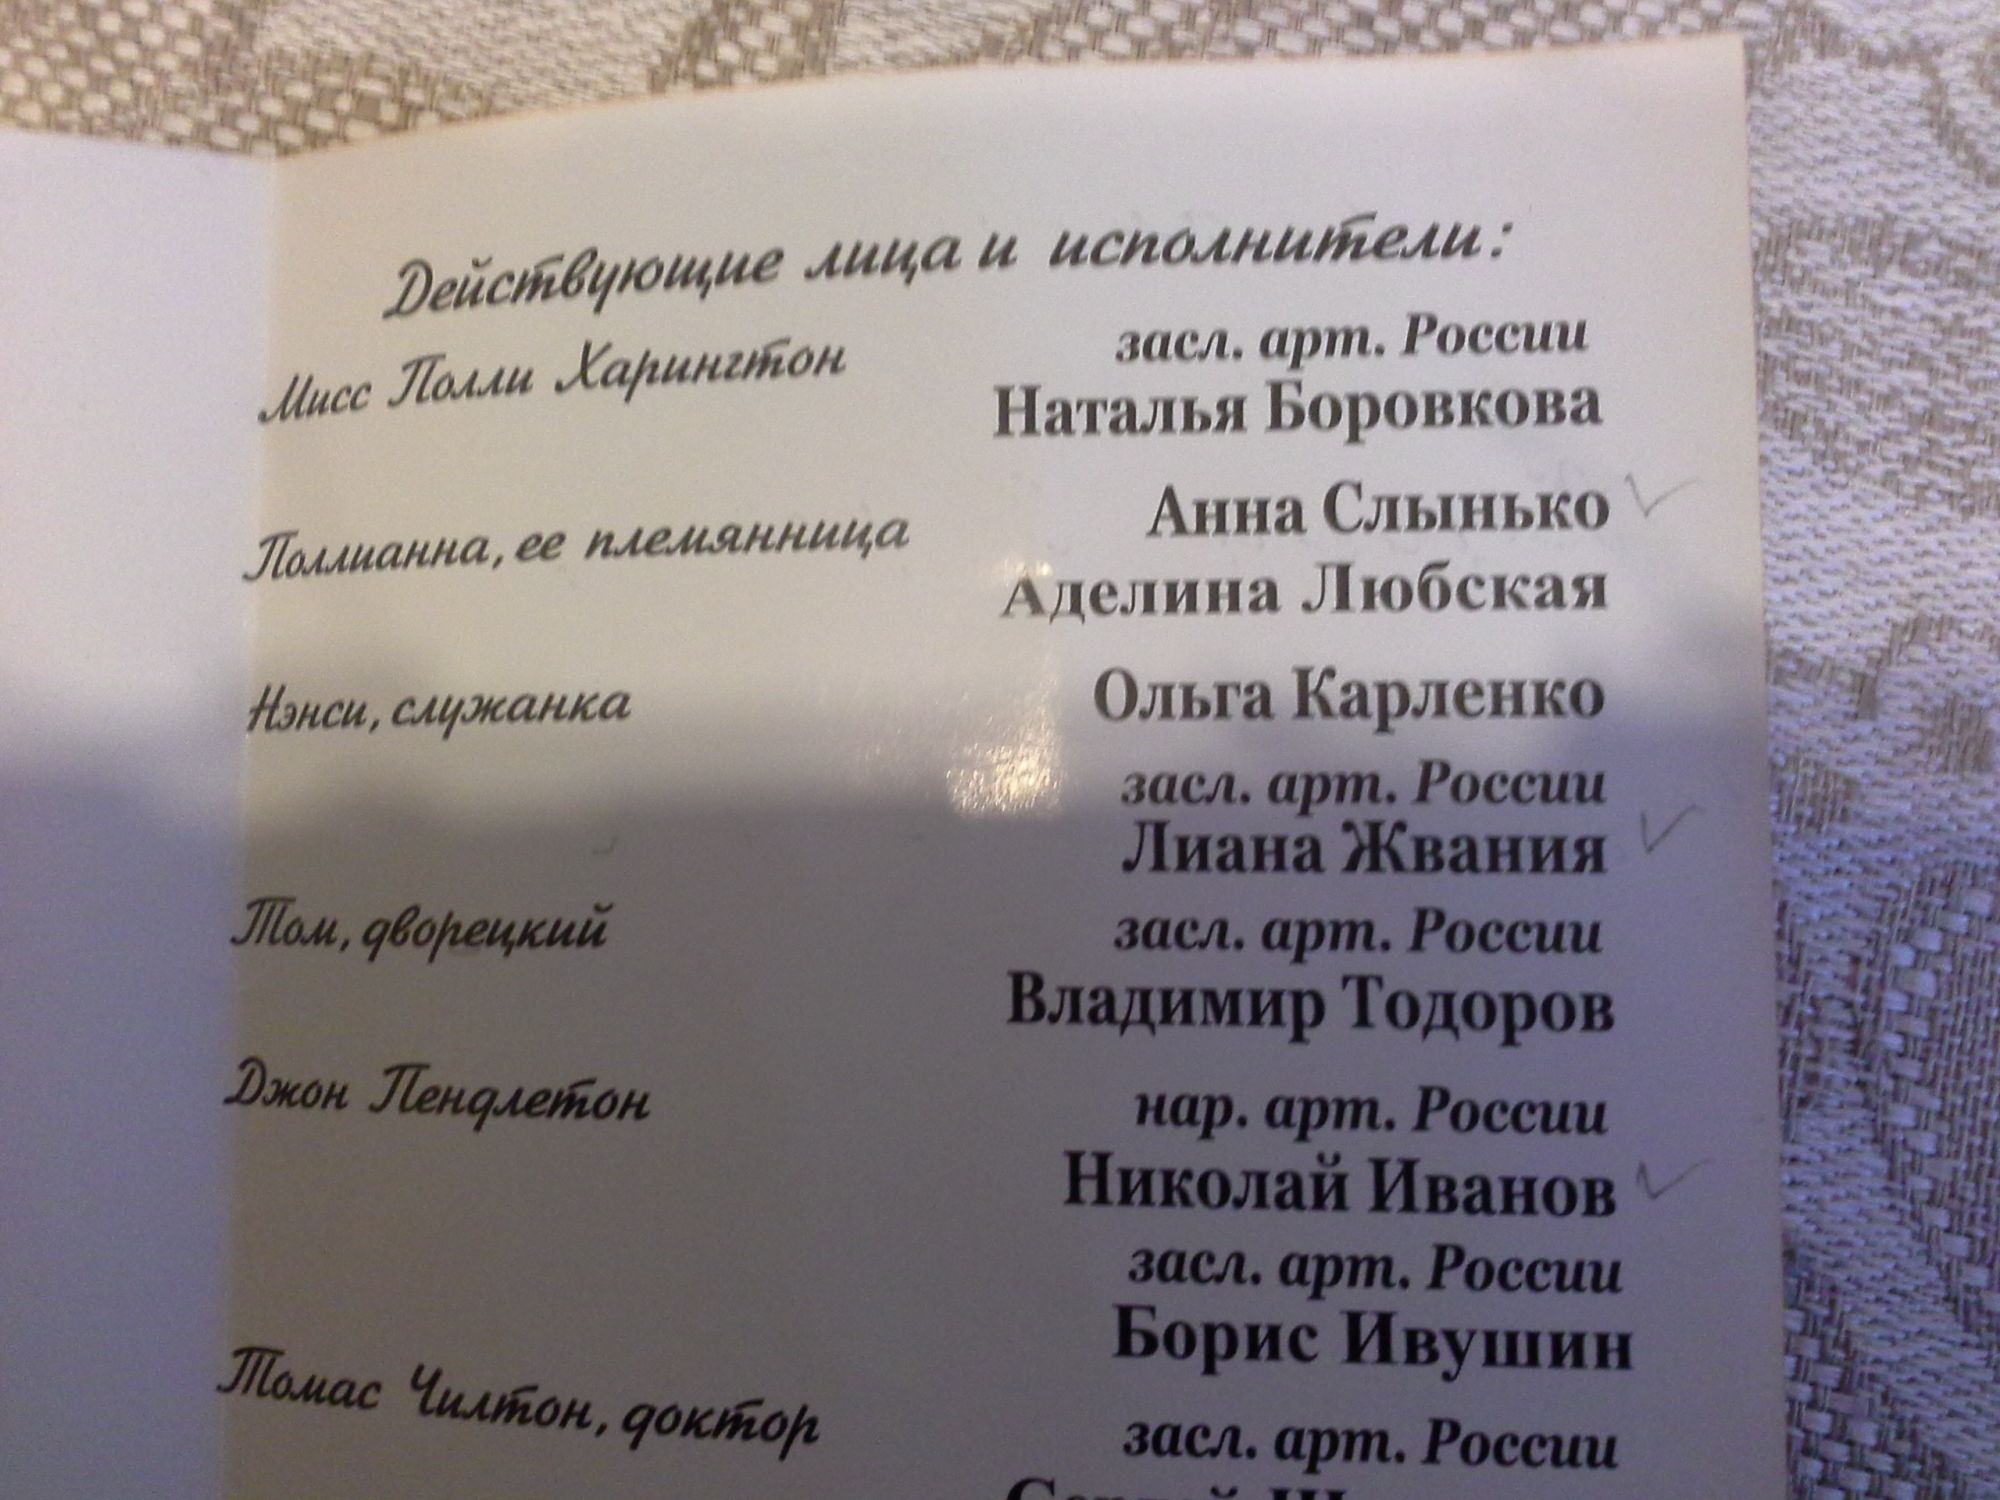 Действующие лица и исполнители:
Мисс Полли Харингтон
засл. арт. России
Наталья Боровкова
Поллианна, ее племянница
Анна Слынько
Аделина Любская
Нэнси, служанка
Ольга Карленко
засл. арт. России
Лиана Жвания
Том, дворецкий
засл. арт. России
Владимир Тодоров
Джон Пендлетон
нар. арт. России
Николай Иванов
засл. арт. России
Борис Ивушин
Томас Чилтон, доктор
засл. арт. России